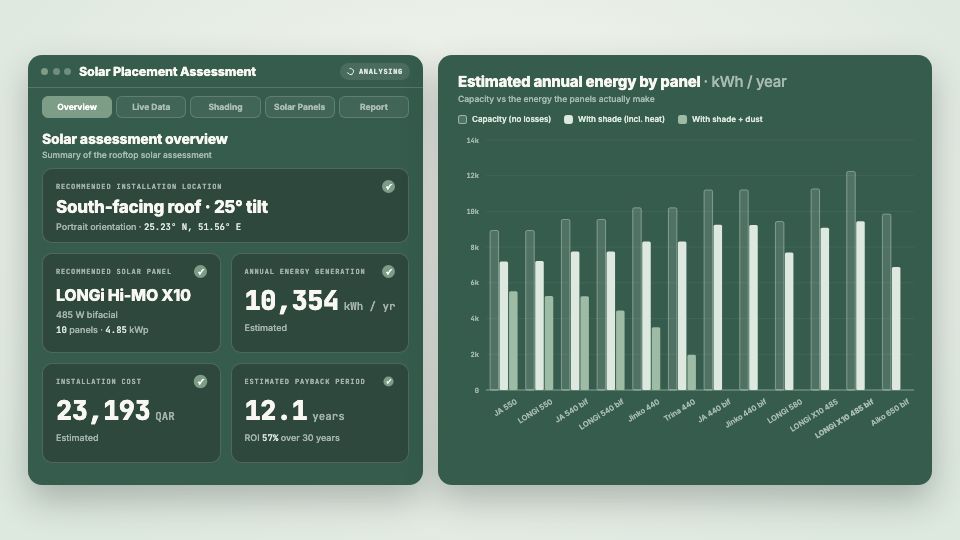 Solar Placement Assessment
ANALYSING
Overview
Live Data
Shading
Solar Panels
Report
Solar assessment overview
Summary of the rooftop solar assessment
RECOMMENDED INSTALLATION LOCATION
South-facing roof · 25° tilt
Portrait orientation · 25.23° N, 51.56° E
RECOMMENDED SOLAR PANEL
LONGi Hi-MO X10
485 W bifacial
10 panels · 4.85 kWp
ANNUAL ENERGY GENERATION
10,354 kWh / yr
Estimated
INSTALLATION COST
23,193 QAR
Estimated
ESTIMATED PAYBACK PERIOD
12.1 years
ROI 57% over 30 years
Estimated annual energy by panel · kWh / year
Capacity vs the energy the panels actually make
Capacity (no losses)
With shade (incl. heat)
With shade + dust
14k
12k
10k
8k
6k
4k
2k
0
JA 550
LONGi 550
JA 540 bif
LONGi 540 bif
Jinko 440
Trina 440
JA 440 bif
Jinko 440 bif
LONGi 580
LONGi X10 485
LONGi X10 485 bif
Aiko 650 bif